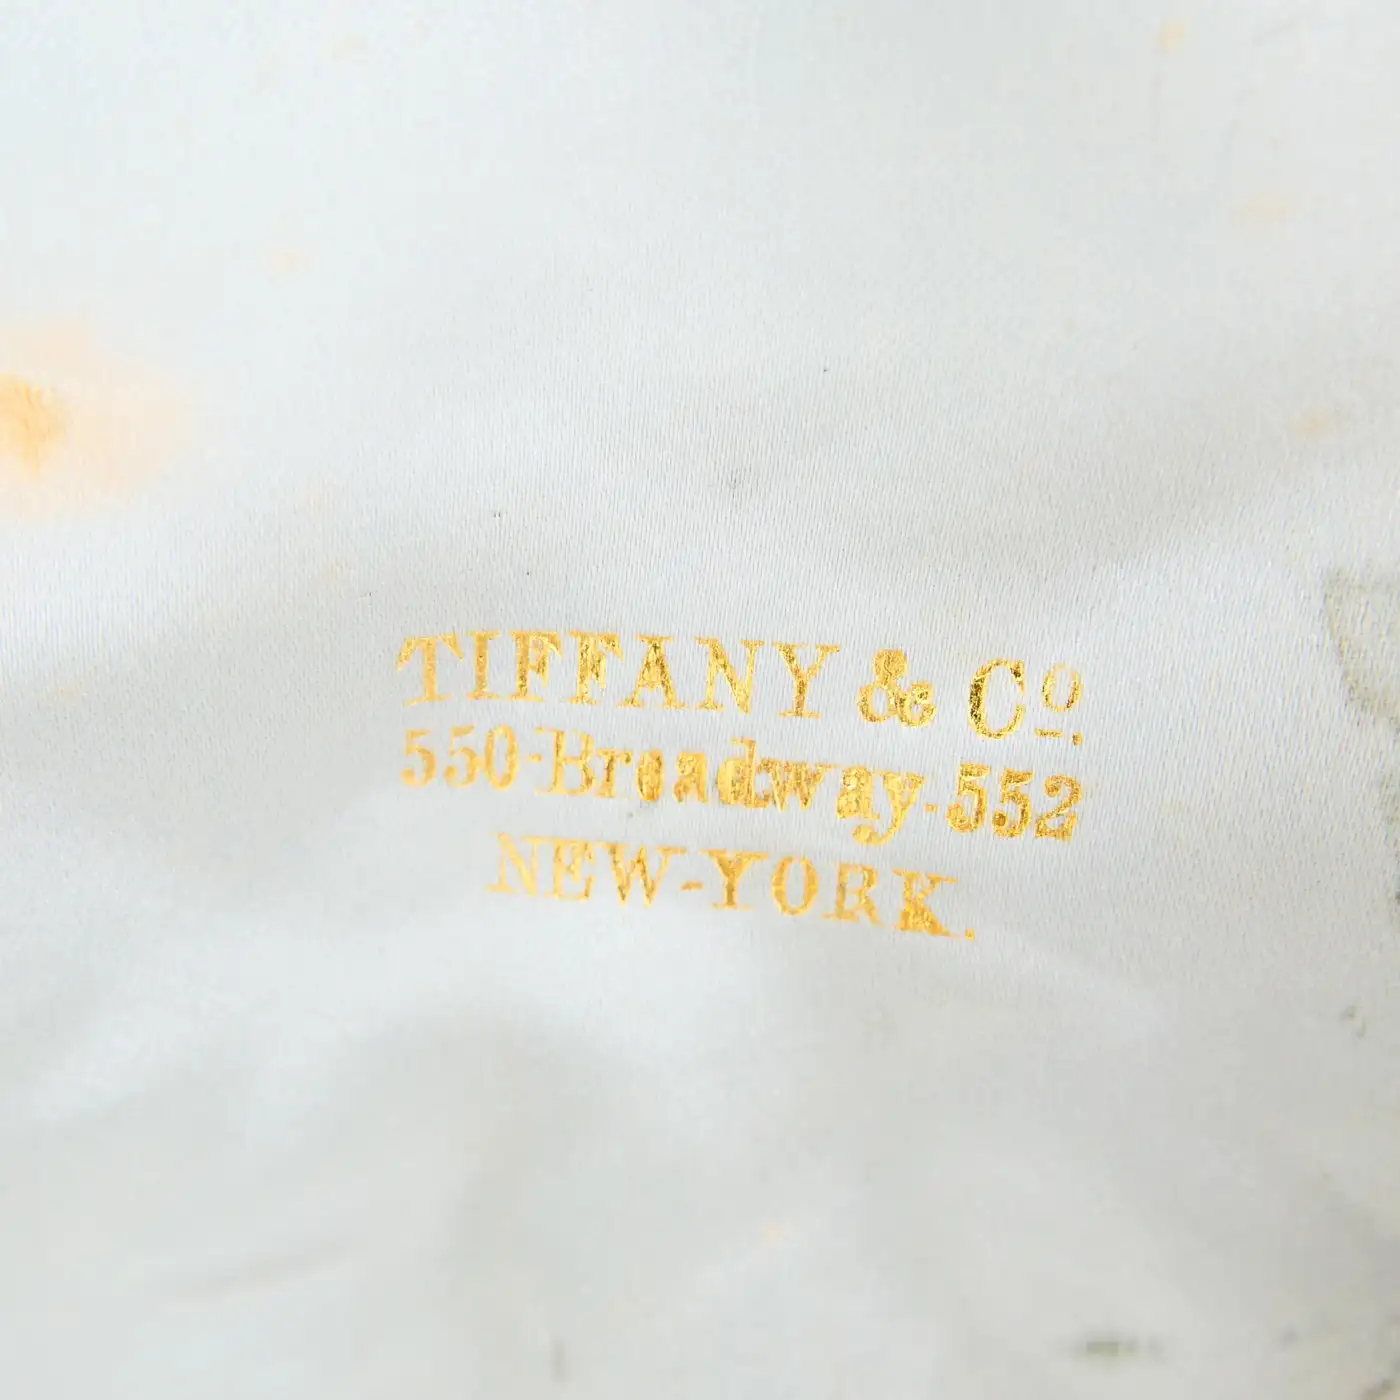 TIFFANY & Cº.
550-Broadway-552
NEW-YORK.